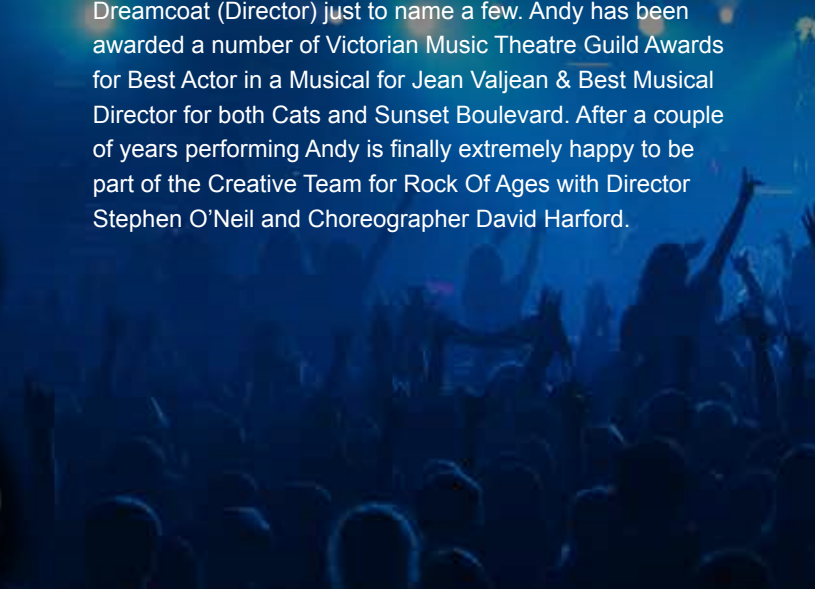 Dreamcoat (Director) just to name a few. Andy has been
awarded a number of Victorian Music Theatre Guild Awards
for Best Actor in a Musical for Jean Valjean & Best Musical
Director for both Cats and Sunset Boulevard. After a couple
of years performing Andy is finally extremely happy to be
part of the Creative Team for Rock Of Ages with Director
Stephen O’Neil and Choreographer David Harford.